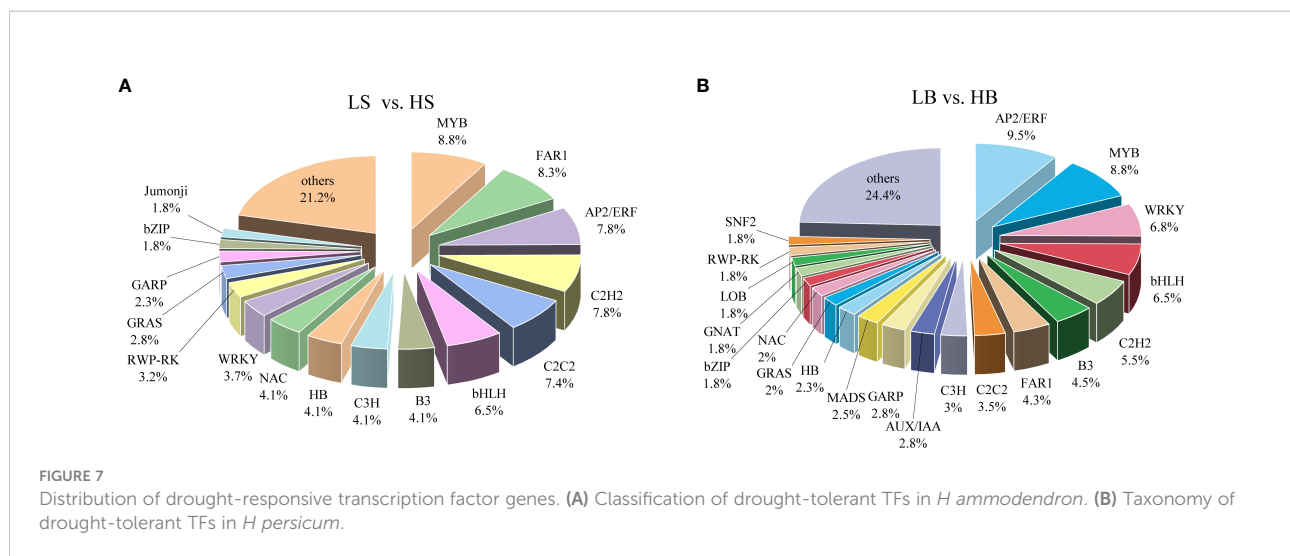 A
LS vs. HS
MYB
8.8%
FAR1
8.3%
AP2/ERF
7.8%
C2H2
7.8%
C2C2
7.4%
bHLH
6.5%
B3
4.1%
C3H
4.1%
HB
4.1%
NAC
4.1%
WRKY
3.7%
RWP-RK
3.2%
GRAS
2.8%
GARP
2.3%
bZIP
1.8%
Jumonji
1.8%
others
21.2%
B
LB vs. HB
AP2/ERF
9.5%
MYB
8.8%
WRKY
6.8%
bHLH
6.5%
C2H2
5.5%
B3
4.5%
FAR1
4.3%
C2C2
3.5%
C3H
3%
AUX/IAA
2.8%
GARP
2.8%
MADS
2.5%
HB
2.3%
GRAS
2%
NAC
2%
bZIP
1.8%
GNAT
1.8%
LOB
1.8%
RWP-RK
1.8%
SNF2
1.8%
others
24.4%
FIGURE 7
Distribution of drought-responsive transcription factor genes. (A) Classification of drought-tolerant TFs in H ammodendron. (B) Taxonomy of
drought-tolerant TFs in H persicum.